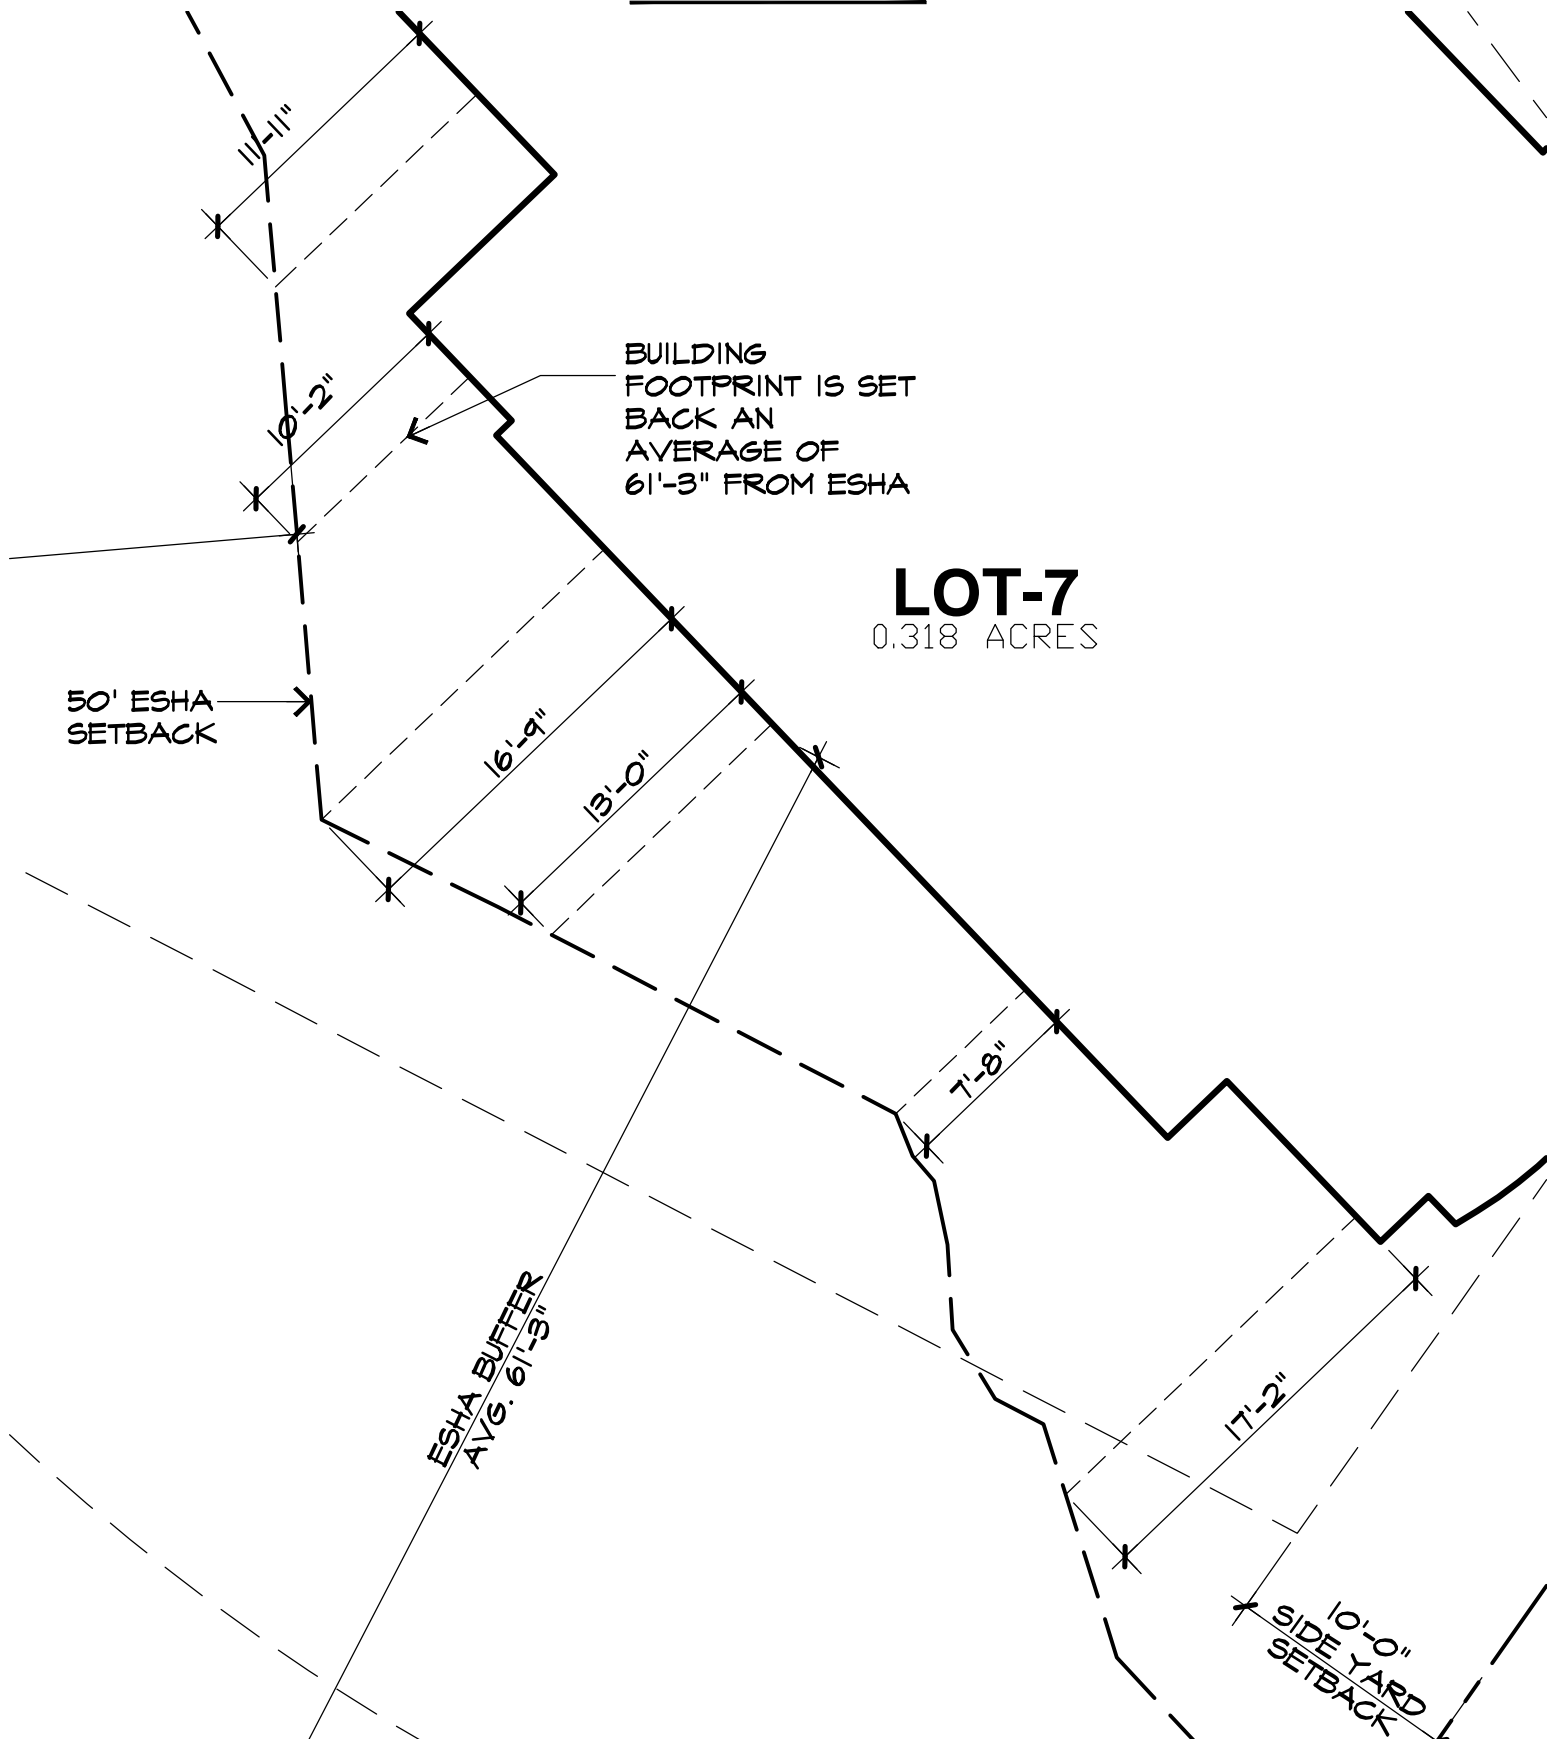 11'-11"
BUILDING
FOOTPRINT IS SET
BACK AN
AVERAGE OF
61'-3" FROM ESHA
10'-2"
LOT-7
0.318 ACRES
50' ESHA
SETBACK
16'-9"
13'-0"
7'-8"
ESHA BUFFER
AVG. 61'-3"
17'-2"
10'-0"
SIDE YARD
SETBACK